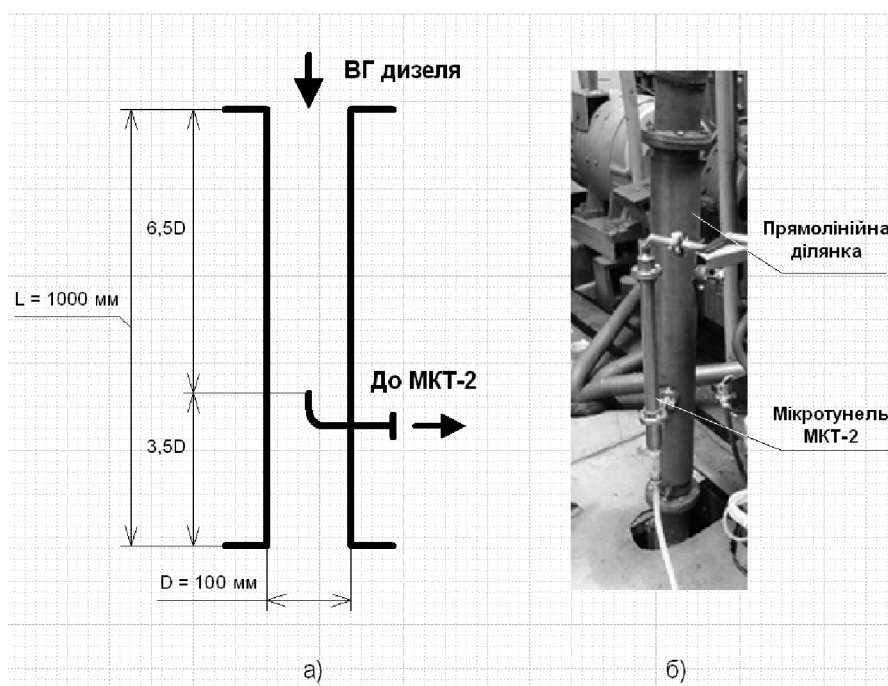 ВГ дизеля
6,5D
L = 1000 мм
До МКТ-2
3,5D
D = 100 мм
а)
Прямолінійна
ділянка
Мікротунель
МКТ-2
б)